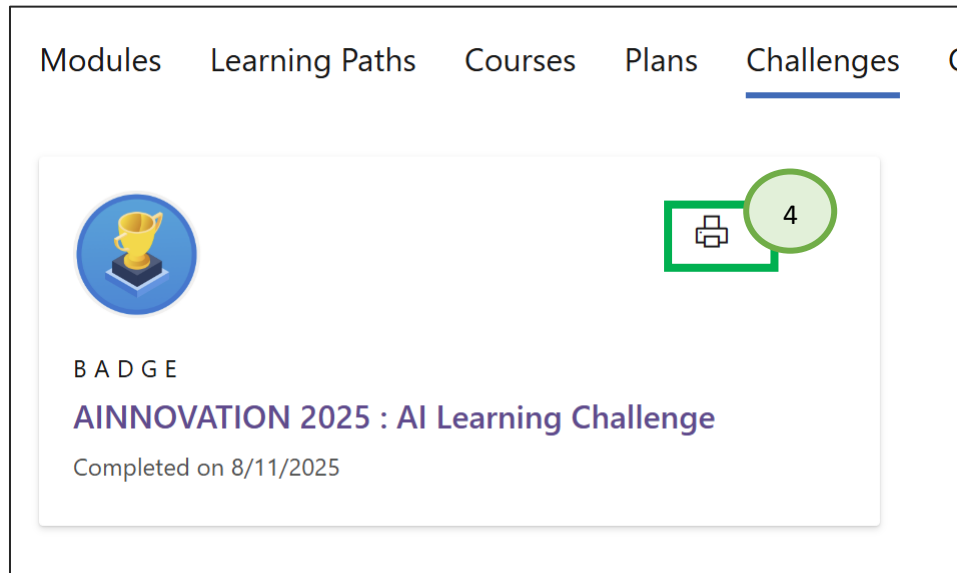 Modules Learning Paths Courses Plans Challenges
4
BADGE
AINNOVATION 2025 : AI Learning Challenge
Completed on 8/11/2025